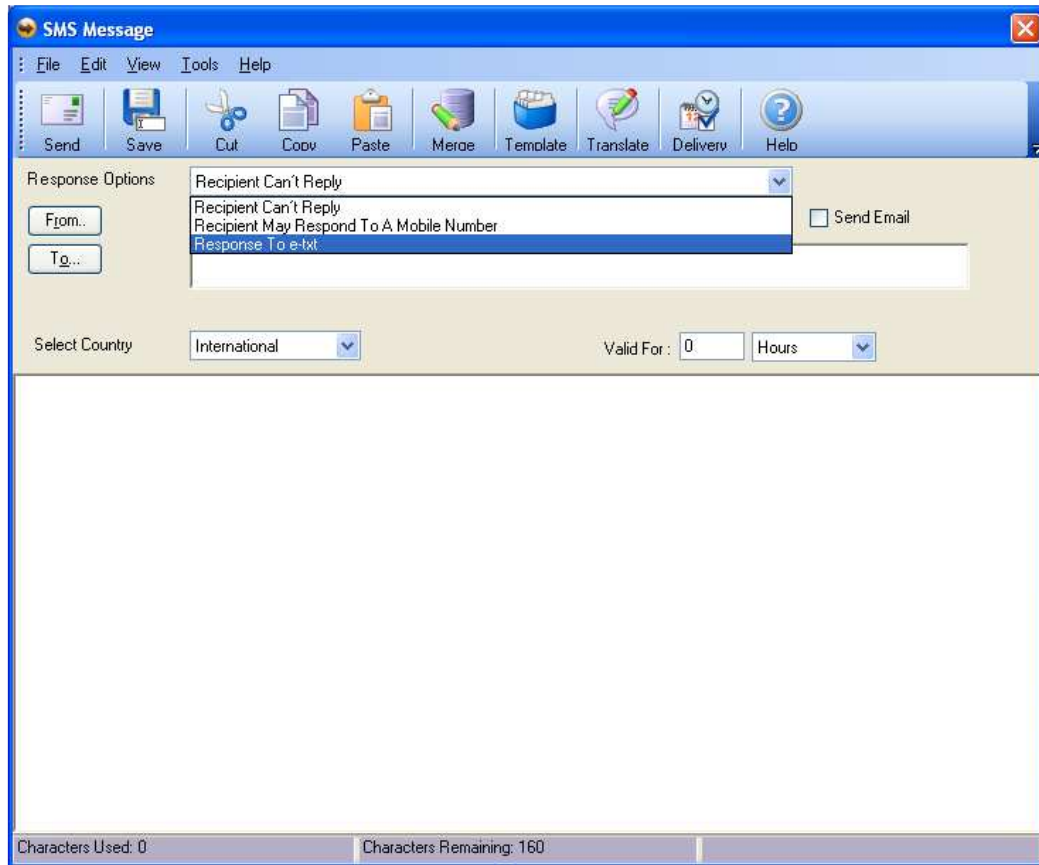 SMS Message
File Edit View Tools Help
Send Save Cut Copy Paste Merge Template Translate Delivery Help
Response Options Recipient Can´t Reply
Recipient Can´t Reply
From.. Recipient May Respond To A Mobile Number Send Email
Response To e-txt
To...
Select Country International Valid For : 0 Hours
Characters Used: 0 Characters Remaining: 160